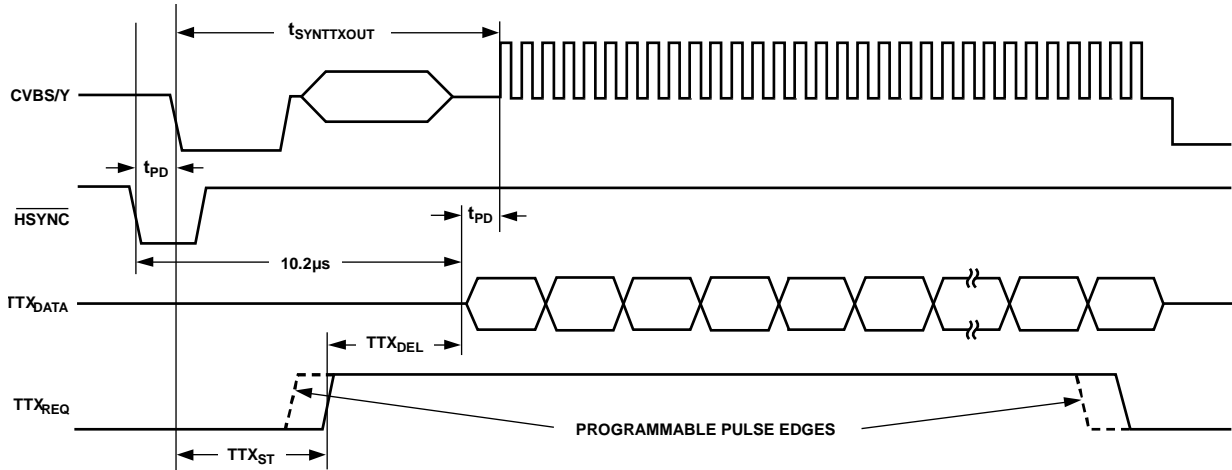 tSYNTTXOUT
CVBS/Y
tPD
HSYNC
tPD
10.2µs
TTXDATA
TTXDEL
TTXREQ
PROGRAMMABLE PULSE EDGES
TTXST